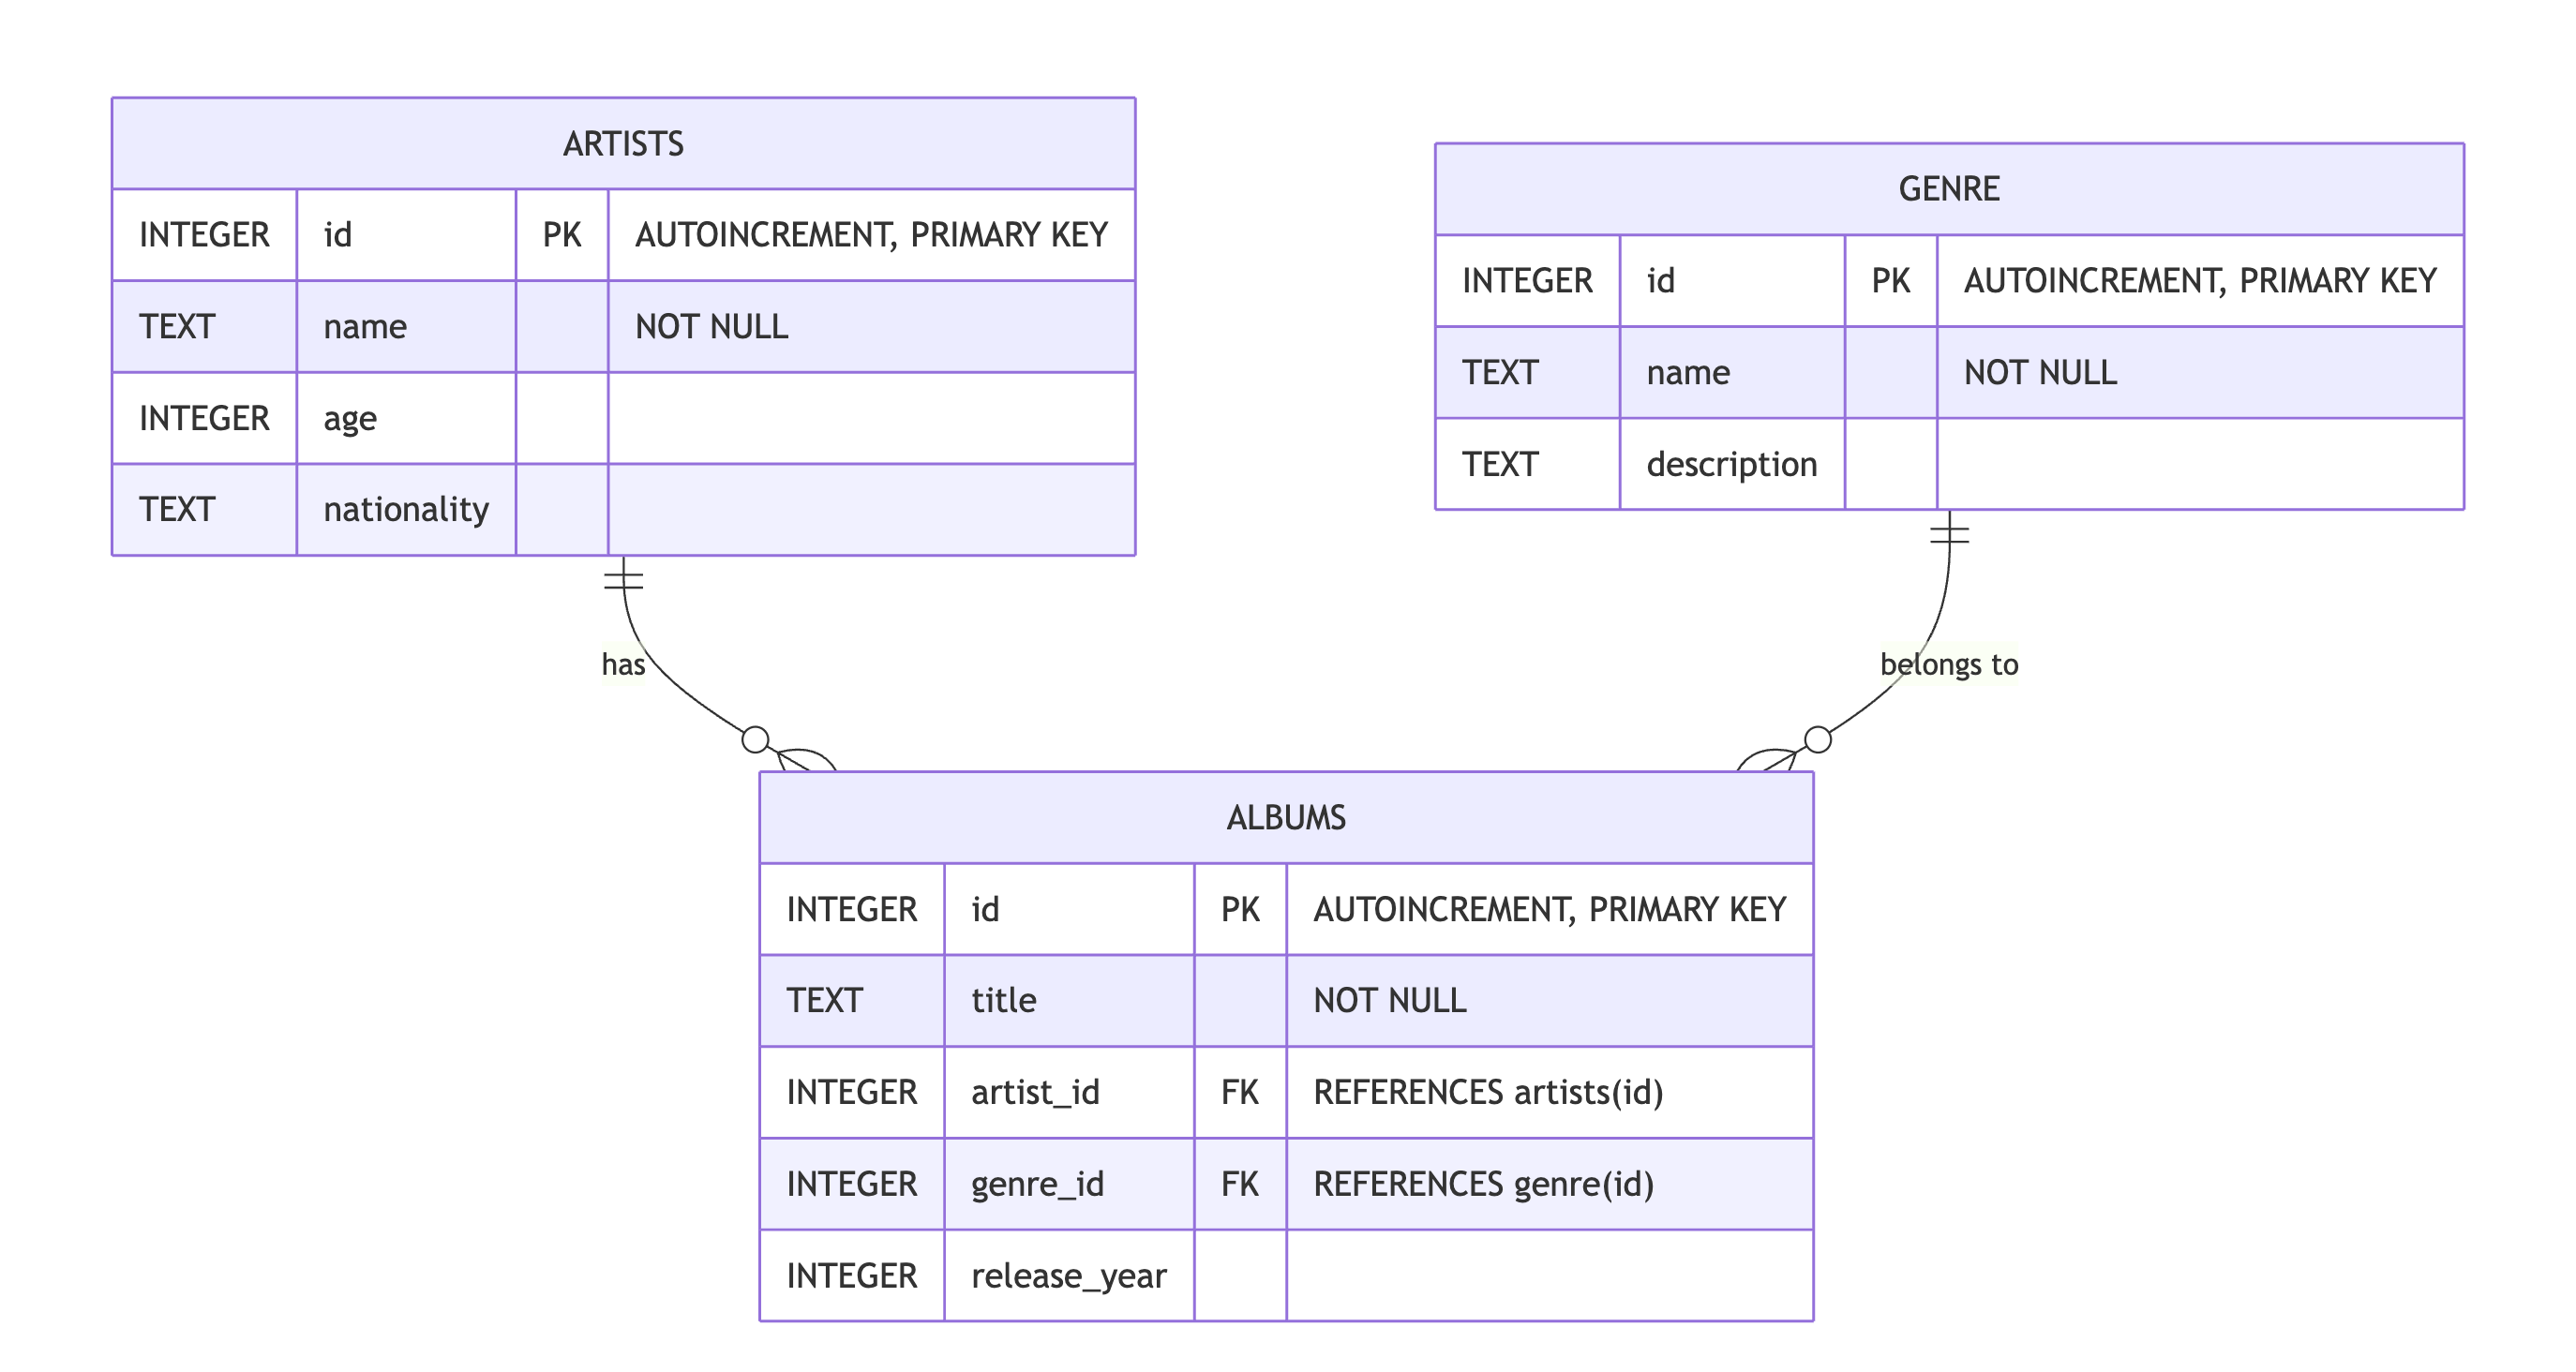 ARTISTS
INTEGER id PK AUTOINCREMENT, PRIMARY KEY
TEXT name NOT NULL
INTEGER age
TEXT nationality
GENRE
INTEGER id PK AUTOINCREMENT, PRIMARY KEY
TEXT name NOT NULL
TEXT description
has
belongs to
ALBUMS
INTEGER id PK AUTOINCREMENT, PRIMARY KEY
TEXT title NOT NULL
INTEGER artist_id FK REFERENCES artists(id)
INTEGER genre_id FK REFERENCES genre(id)
INTEGER release_year